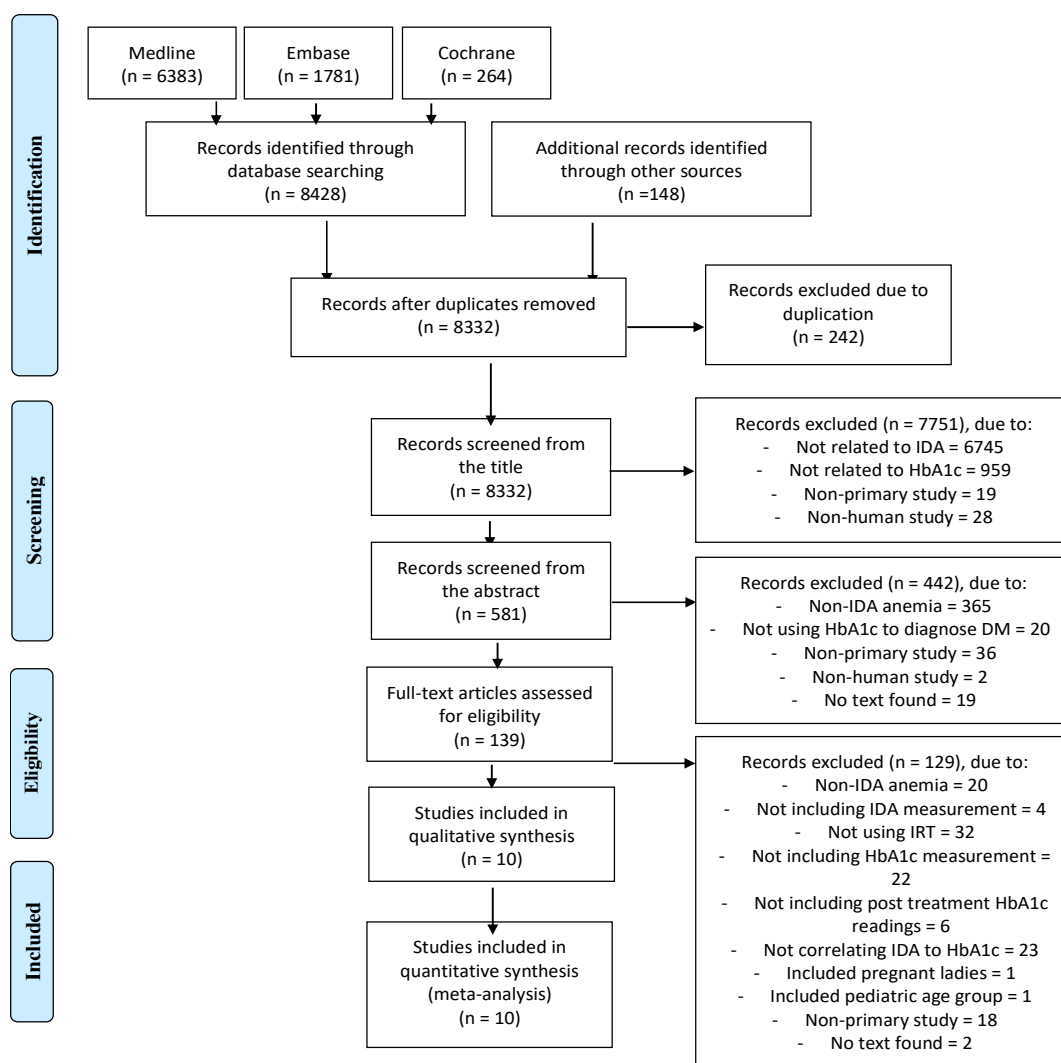 Identification
Medline
(n = 6383)
Embase
(n = 1781)
Cochrane
(n = 264)
Records identified through
database searching
(n = 8428)
Additional records identified
through other sources
(n =148)
Records after duplicates removed
(n = 8332)
Records excluded due to
duplication
(n = 242)
Screening
Records screened from
the title
(n = 8332)
Records excluded (n = 7751), due to:
- Not related to IDA = 6745
- Not related to HbA1c = 959
- Non-primary study = 19
- Non-human study = 28
Records screened from
the abstract
(n = 581)
Records excluded (n = 442), due to:
- Non-IDA anemia = 365
- Not using HbA1c to diagnose DM = 20
- Non-primary study = 36
- Non-human study = 2
- No text found = 19
Eligibility
Full-text articles assessed
for eligibility
(n = 139)
Records excluded (n = 129), due to:
- Non-IDA anemia = 20
- Not including IDA measurement = 4
- Not using IRT = 32
- Not including HbA1c measurement =
22
- Not including post treatment HbA1c
readings = 6
- Not correlating IDA to HbA1c = 23
- Included pregnant ladies = 1
- Included pediatric age group = 1
- Non-primary study = 18
- No text found = 2
Studies included in
qualitative synthesis
(n = 10)
Included
Studies included in
quantitative synthesis
(meta-analysis)
(n = 10)